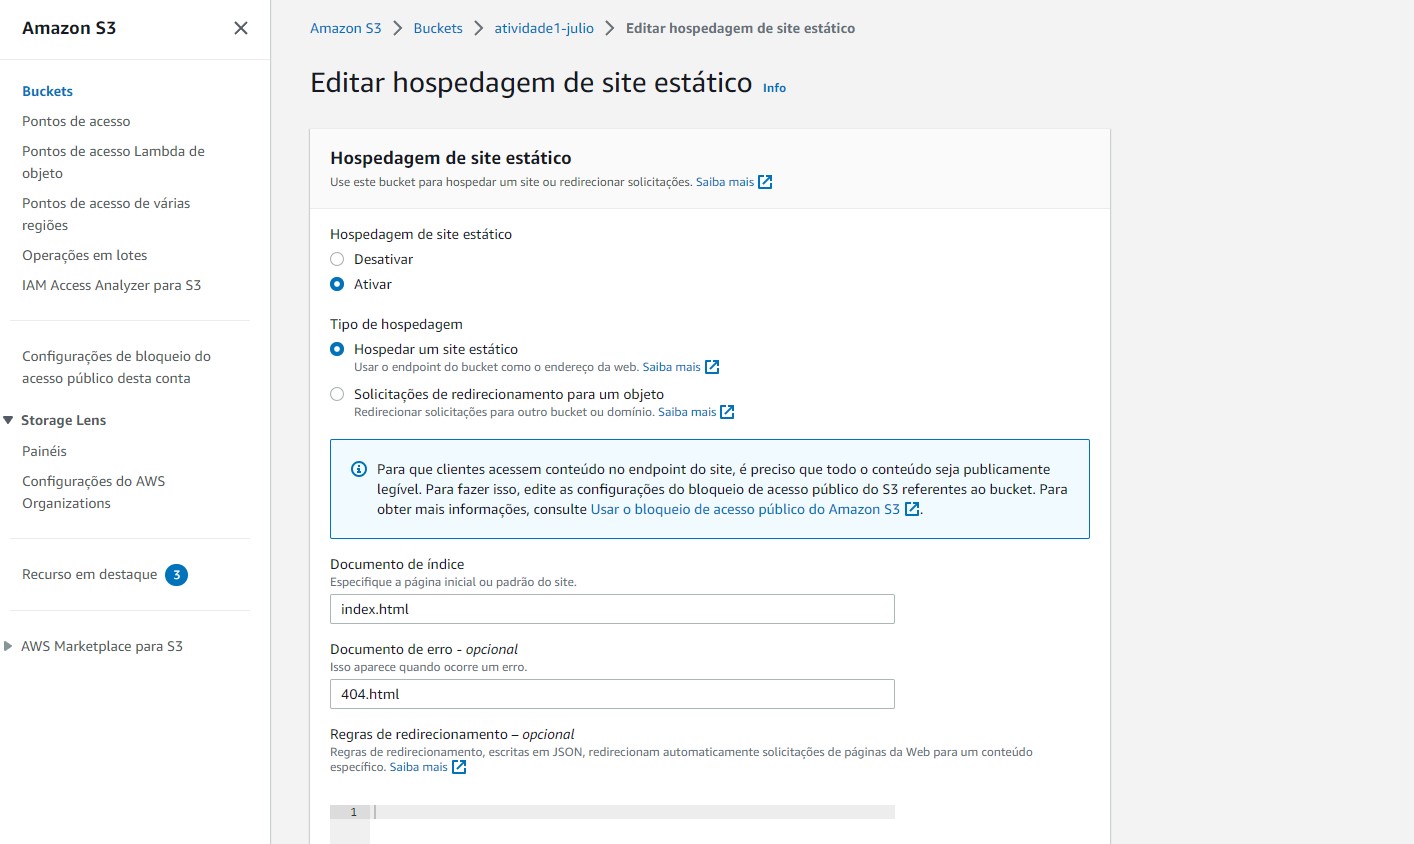 Amazon S3
Buckets
Pontos de acesso
Pontos de acesso Lambda de
objeto
Pontos de acesso de várias
regiões
Operações em lotes
IAM Access Analyzer para S3
Configurações de bloqueio do
acesso público desta conta
Storage Lens
Painéis
Configurações do AWS
Organizations
Recurso em destaque 3
AWS Marketplace para S3
Amazon S3 > Buckets > atividade1-julio > Editar hospedagem de site estático
Editar hospedagem de site estático Info
Hospedagem de site estático
Use este bucket para hospedar um site ou redirecionar solicitações. Saiba mais
Hospedagem de site estático
Desativar
Ativar
Tipo de hospedagem
Hospedar um site estático
Usar o endpoint do bucket como o endereço da web. Saiba mais
Solicitações de redirecionamento para um objeto
Redirecionar solicitações para outro bucket ou domínio. Saiba mais
Para que clientes acessem conteúdo no endpoint do site, é preciso que todo o conteúdo seja publicamente
legível. Para fazer isso, edite as configurações do bloqueio de acesso público do S3 referentes ao bucket. Para
obter mais informações, consulte Usar o bloqueio de acesso público do Amazon S3.
Documento de índice
Especifique a página inicial ou padrão do site.
index.html
Documento de erro - opcional
Isso aparece quando ocorre um erro.
404.html
Regras de redirecionamento – opcional
Regras de redirecionamento, escritas em JSON, redirecionam automaticamente solicitações de páginas da Web para um conteúdo
específico. Saiba mais
1